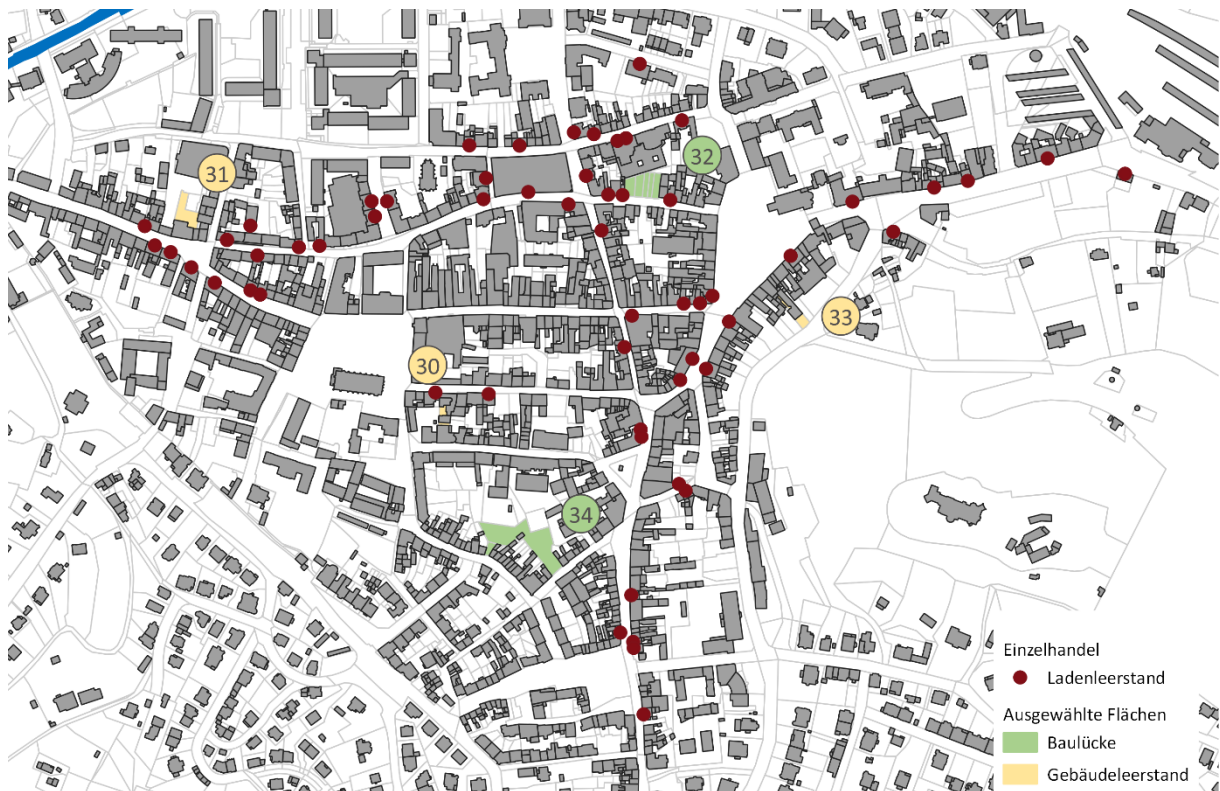 31
32
33
30
34
Einzelhandel
Ladenleerstand
Ausgewählte Flächen
Baulücke
Gebäudeleerstand